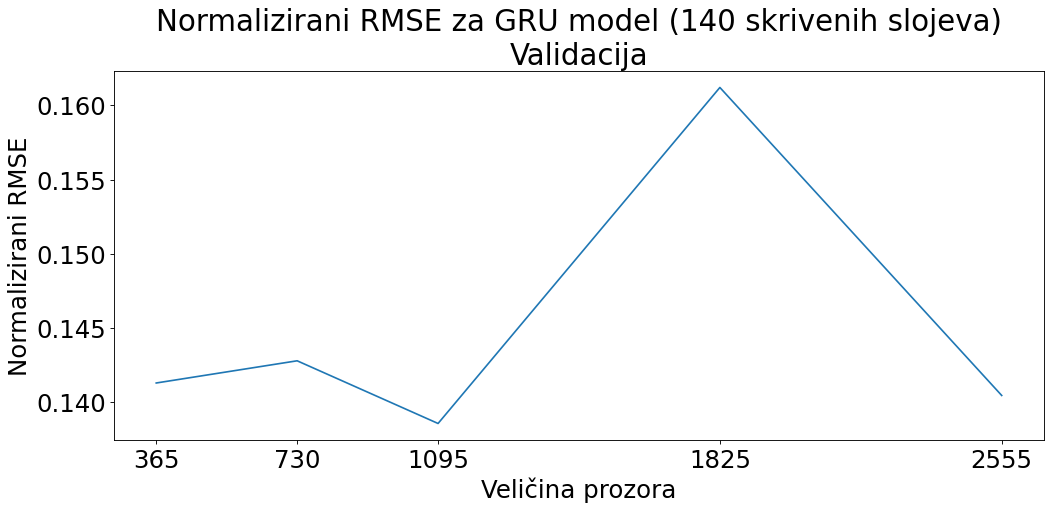 Normalizirani RMSE za GRU model (140 skrivenih slojeva)
Validacija
Normalizirani RMSE
0.160
0.155
0.150
0.145
0.140
365 730 1095 1825 2555
Veličina prozora